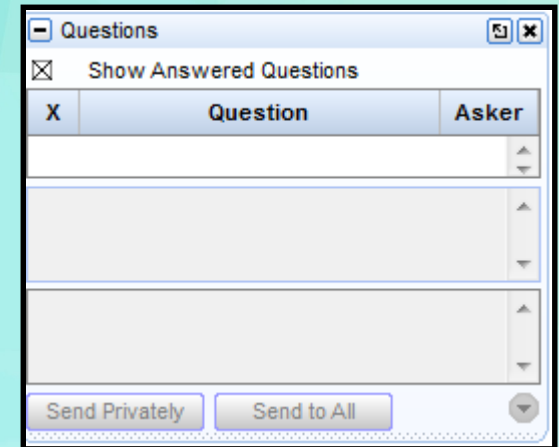 Questions
Show Answered Questions
X Question Asker
Send Privately Send to All